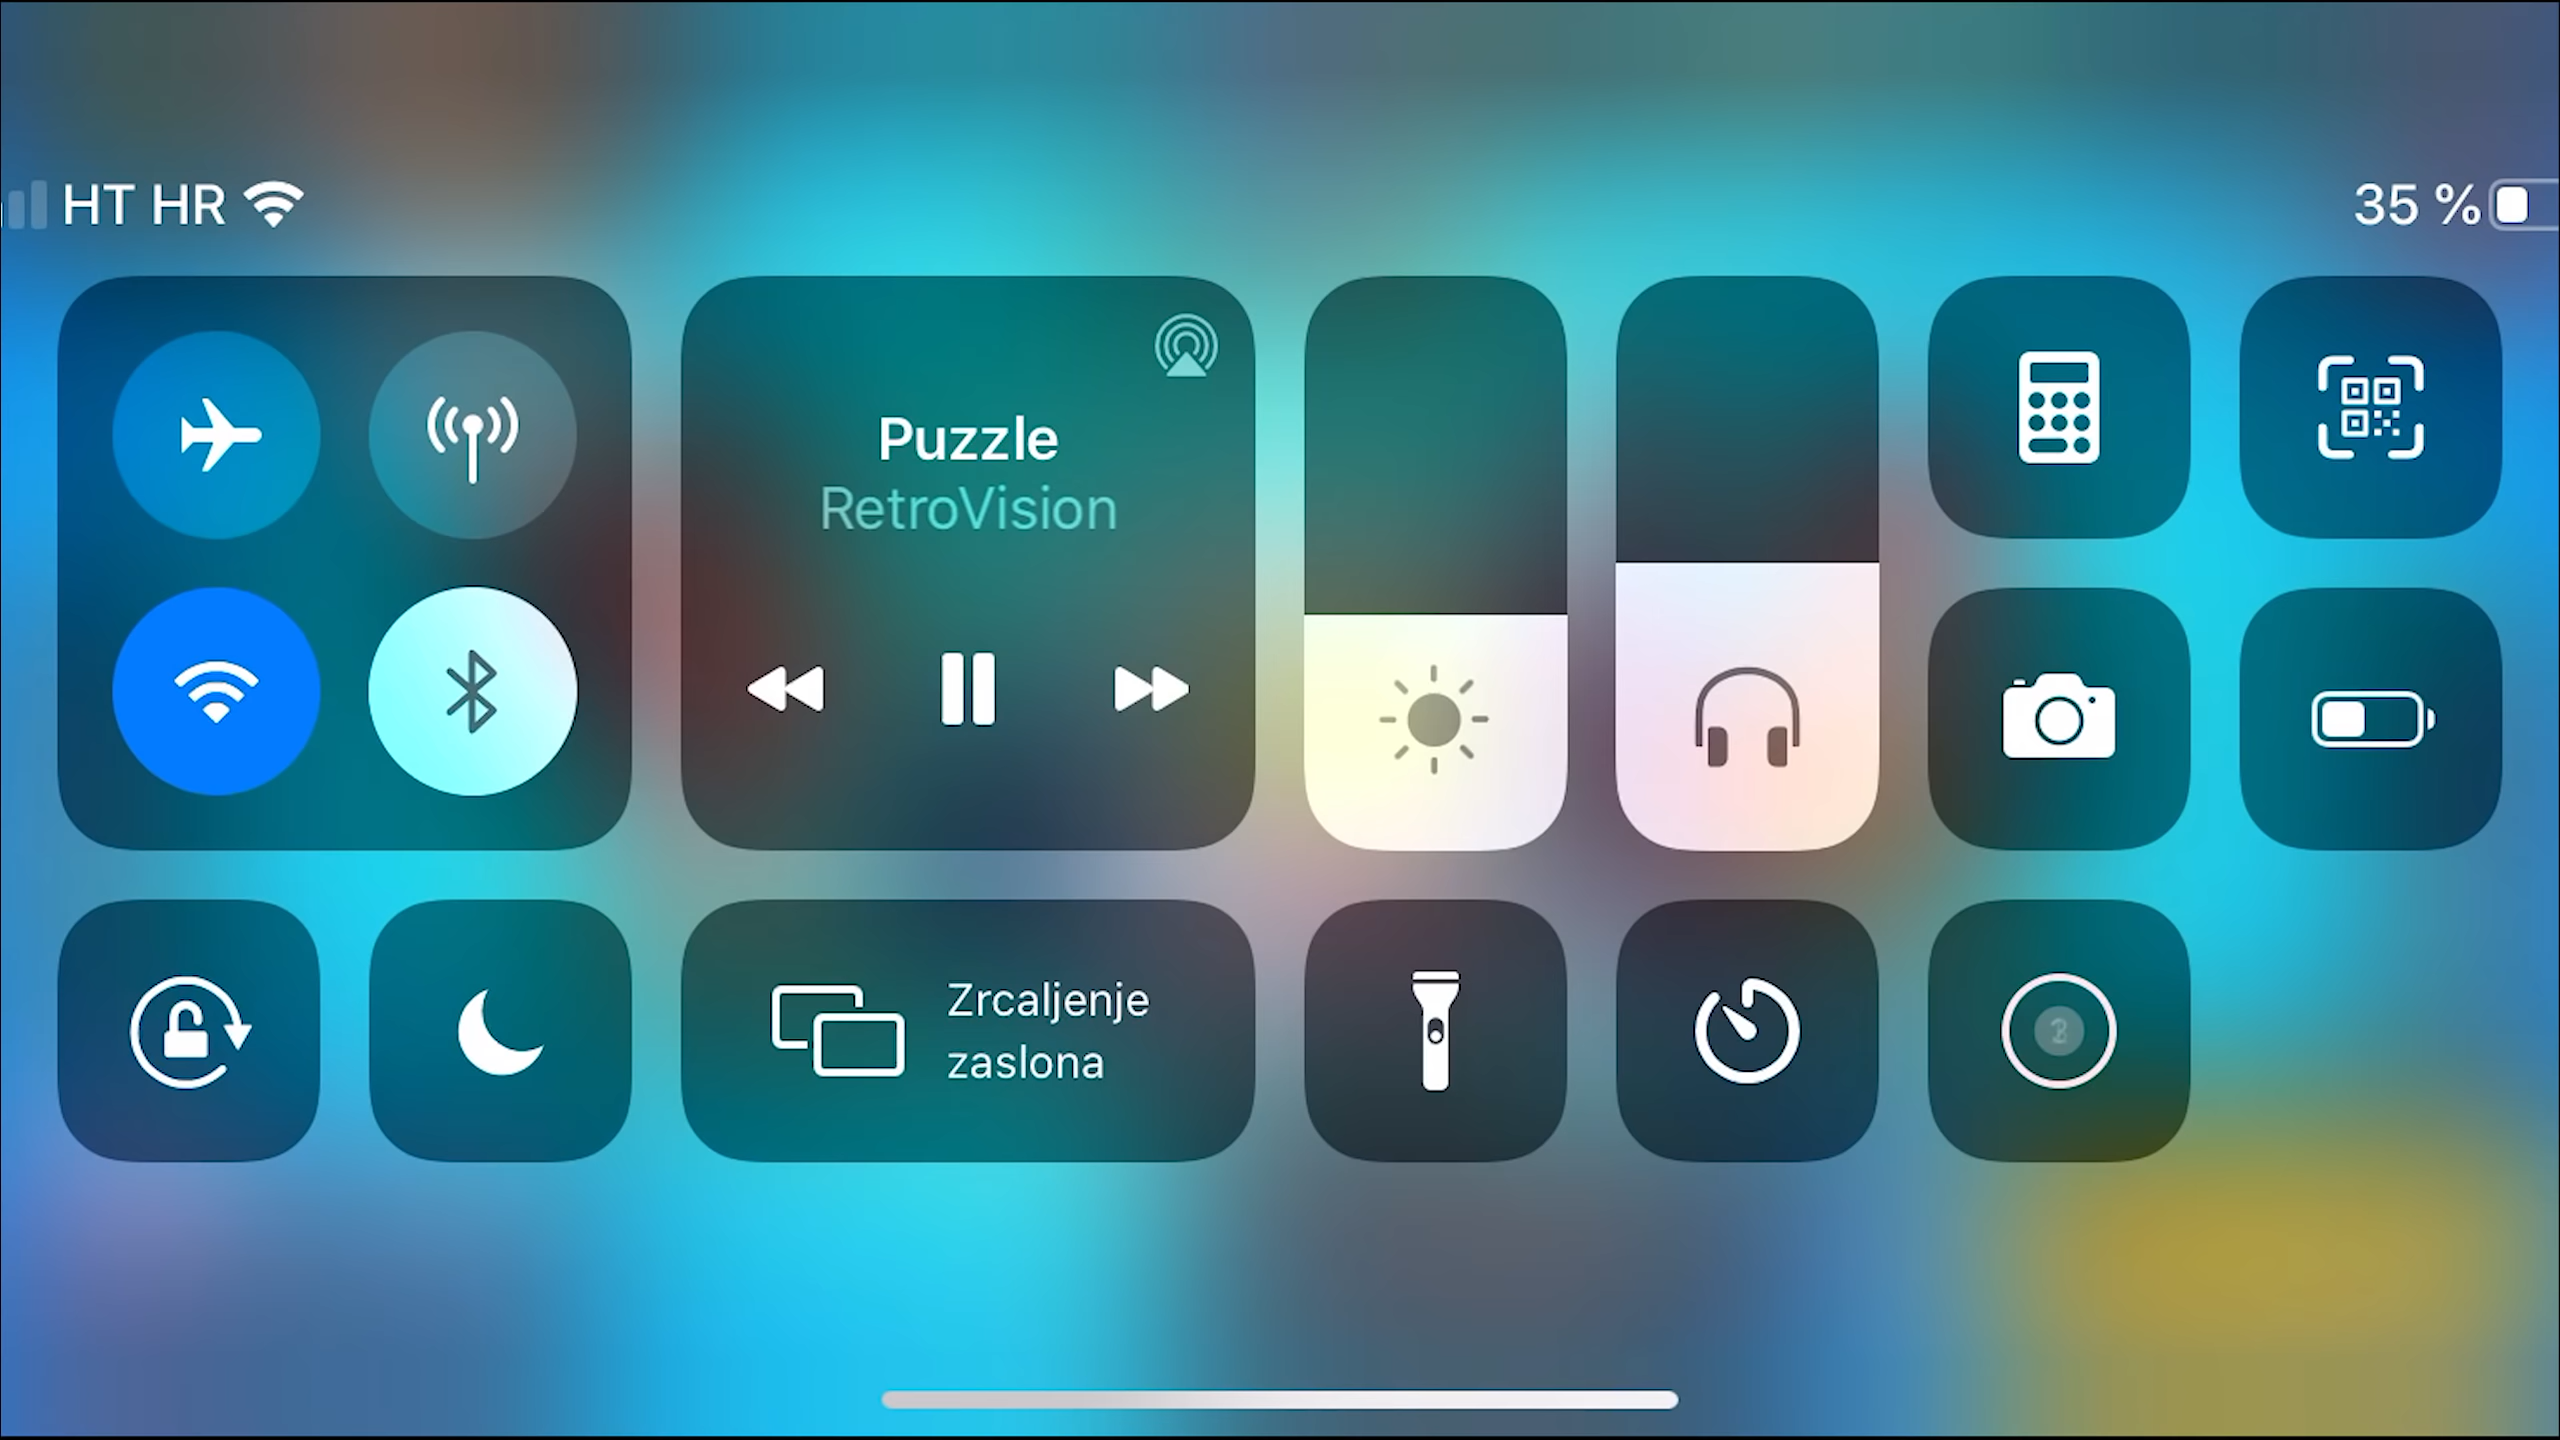 HT HR
35 %
Puzzle
RetroVision
Zrcaljenje
zaslona